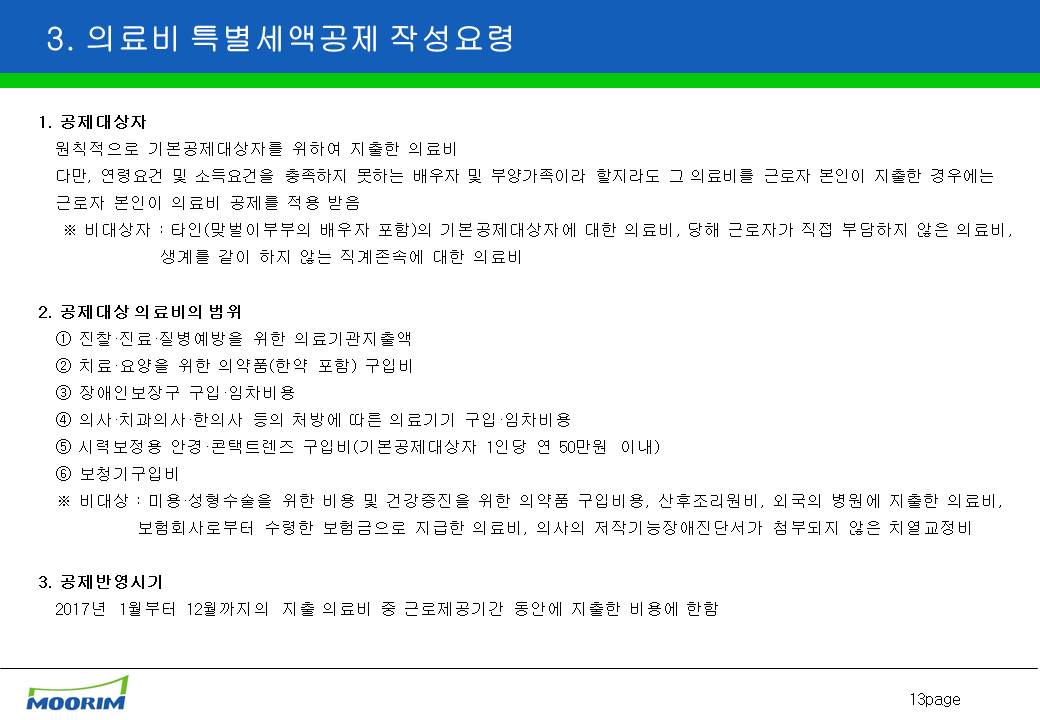 3. 의료비 특별세액공제 작성요령
1. 공제대상자
원칙적으로 기본공제대상자를 위하여 지출한 의료비
다만, 연령요건 및 소득요건을 충족하지 못하는 배우자 및 부양가족이라 할지라도 그 의료비를 근로자 본인이 지출한 경우에는
근로자 본인이 의료비 공제를 적용 받음
※ 비대상자 : 타인(맞벌이부부의 배우자 포함)의 기본공제대상자에 대한 의료비, 당해 근로자가 직접 부담하지 않은 의료비,
생계를 같이 하지 않는 직계존속에 대한 의료비
2. 공제대상 의료비의 범위
① 진찰·진료·질병예방을 위한 의료기관지출액
② 치료·요양을 위한 의약품(한약 포함) 구입비
③ 장애인보장구 구입·임차비용
④ 의사·치과의사·한의사 등의 처방에 따른 의료기기 구입·임차비용
⑤ 시력보정용 안경·콘택트렌즈 구입비(기본공제대상자 1인당 연 50만원 이내)
⑥ 보청기구입비
※ 비대상 : 미용·성형수술을 위한 비용 및 건강증진을 위한 의약품 구입비용, 산후조리원비, 외국의 병원에 지출한 의료비,
보험회사로부터 수령한 보험금으로 지급한 의료비, 의사의 저작기능장애진단서가 첨부되지 않은 치열교정비
3. 공제반영시기
2017년 1월부터 12월까지의 지출 의료비 중 근로제공기간 동안에 지출한 비용에 한함
MOORIM
13page